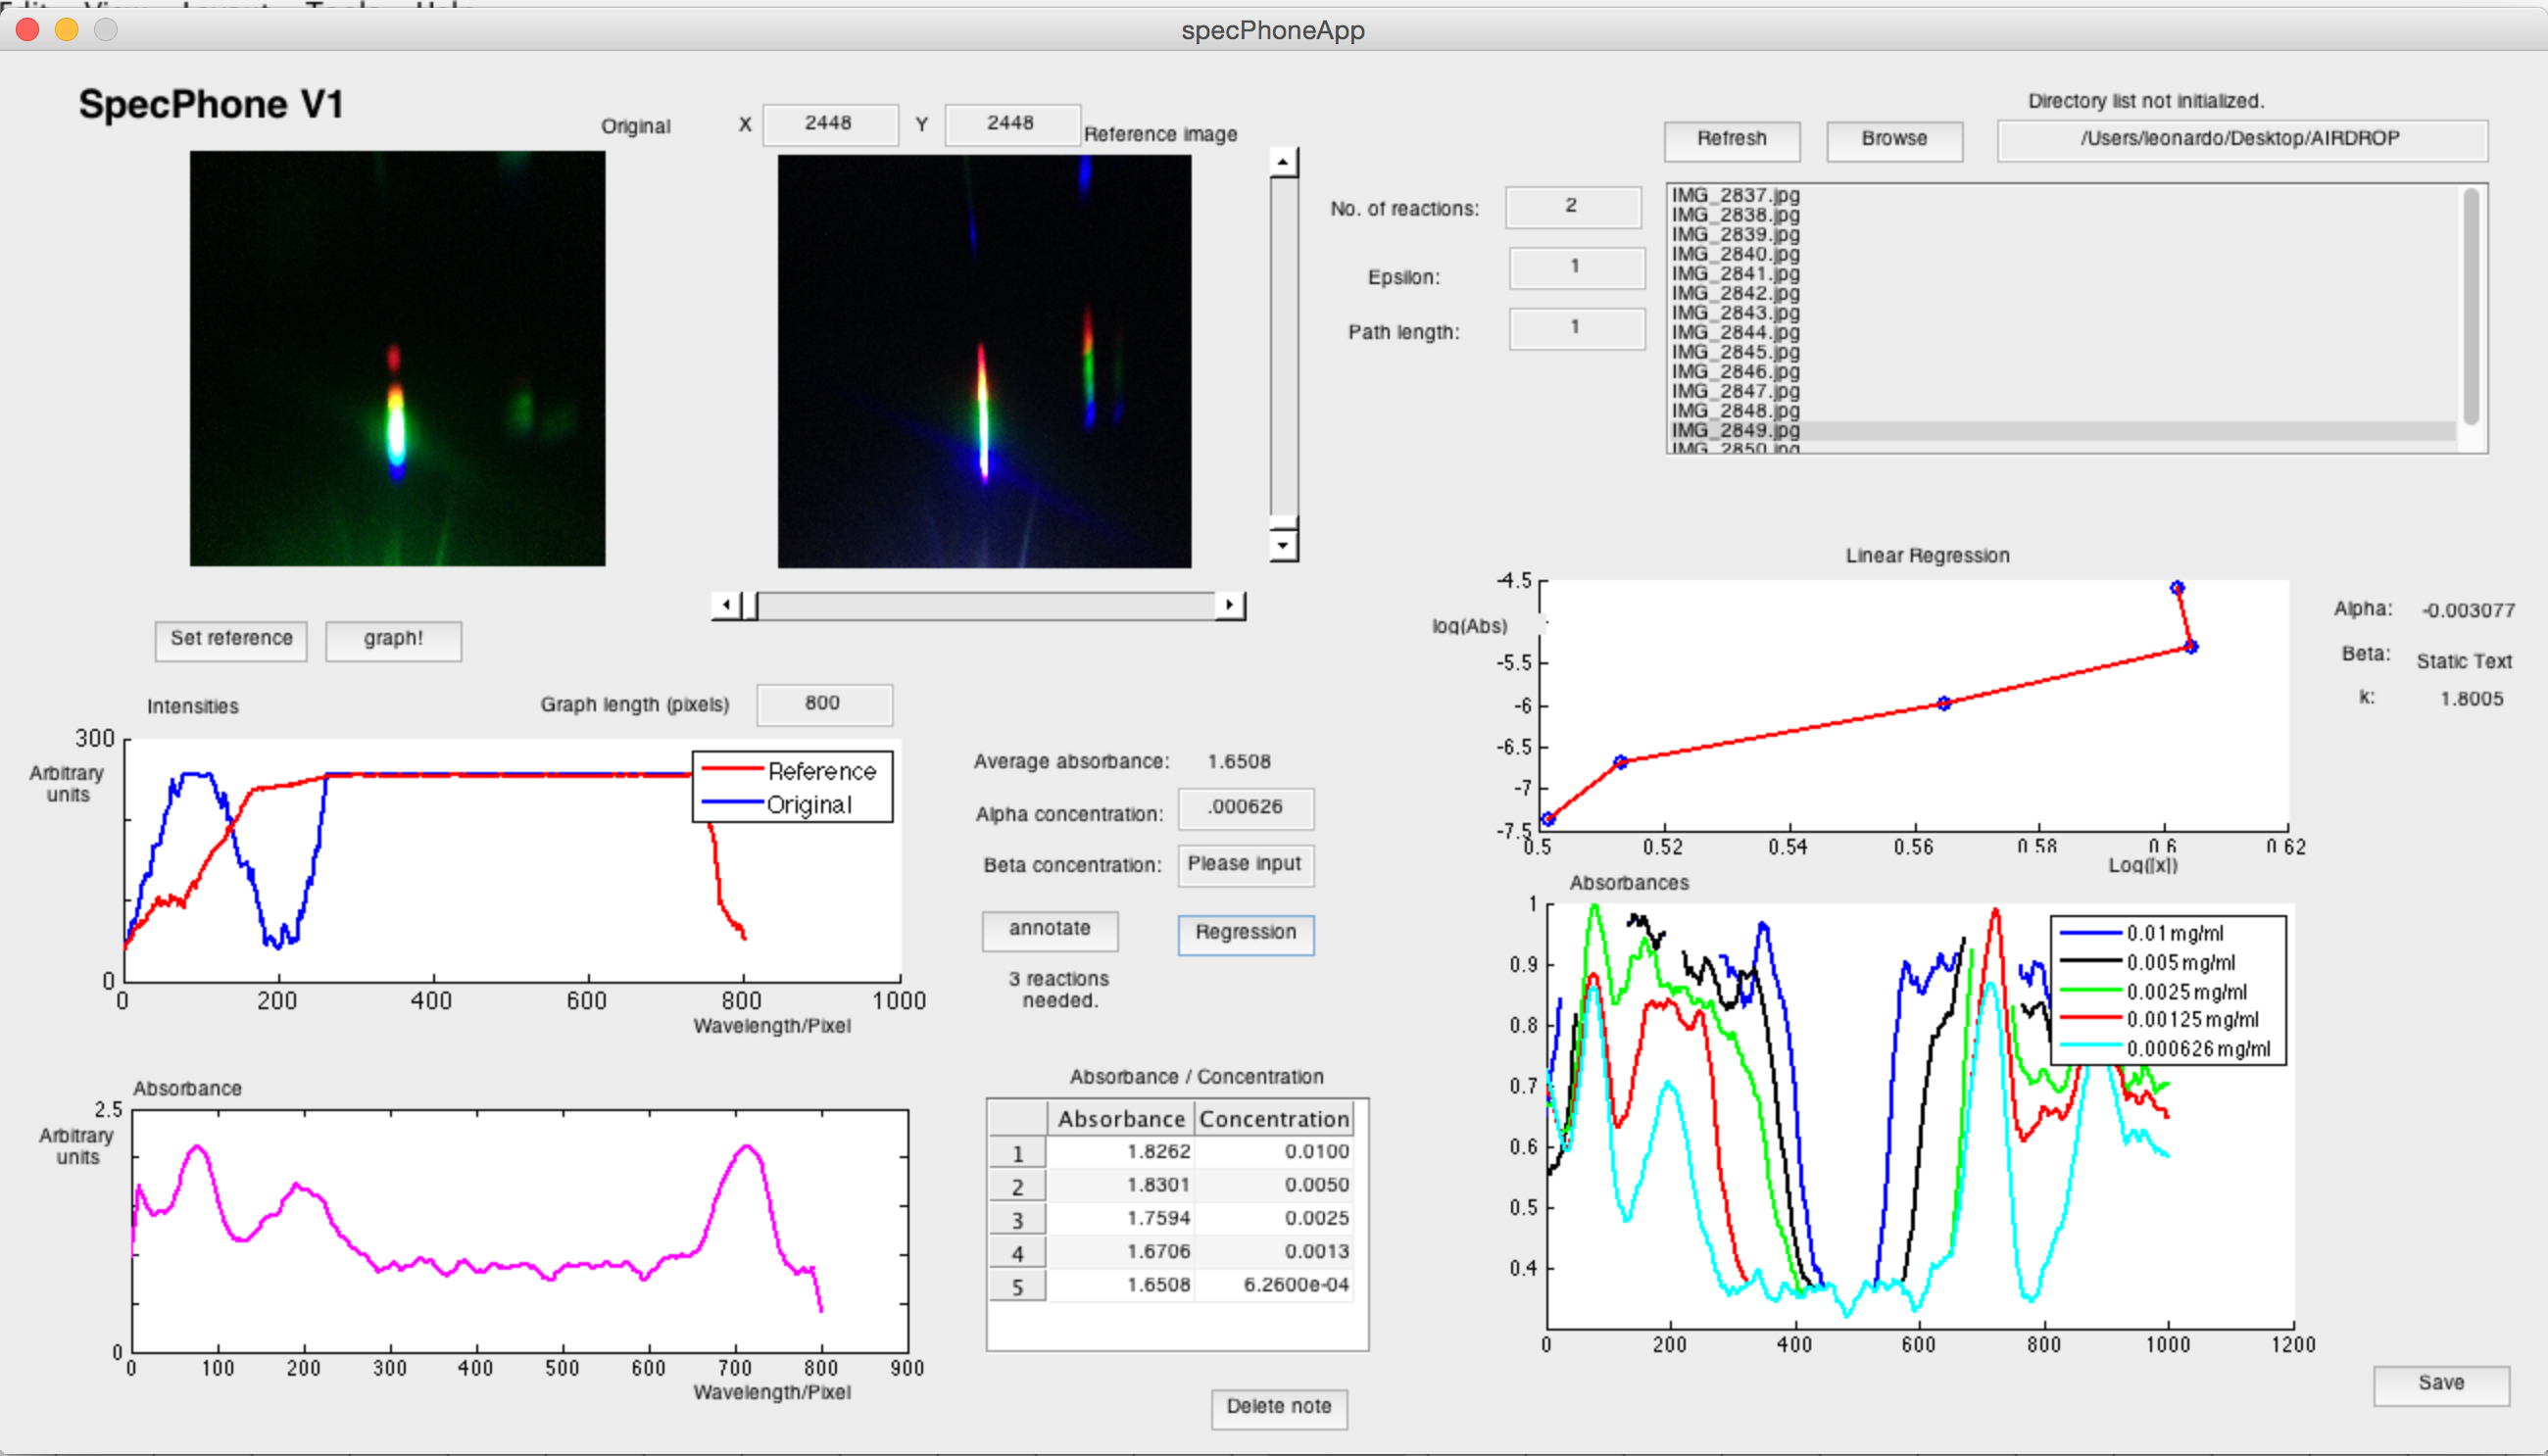 specPhoneApp
SpecPhone V1
Original
X
2448
Y
2448
Reference image
Directory list not initialized.
Refresh
Browse
/Users/leonardo/Desktop/AIRDROP
No. of reactions:
2
Epsilon:
1
Path length:
1
IMG_2837.jpg
IMG_2838.jpg
IMG_2839.jpg
IMG_2840.jpg
IMG_2841.jpg
IMG_2842.jpg
IMG_2843.jpg
IMG_2844.jpg
IMG_2845.jpg
IMG_2846.jpg
IMG_2847.jpg
IMG_2848.jpg
IMG_2849.jpg
IMG_2850.jpg
Set reference
graph!
Intensities
Graph length (pixels)
800
300
Arbitrary
units
0
Reference
Original
0 200 400 600 800 1000
Wavelength/Pixel
Absorbance
2.5
Arbitrary
units
0
0 100 200 300 400 500 600 700 800 900
Wavelength/Pixel
Average absorbance:
1.6508
Alpha concentration:
.000626
Beta concentration:
Please input
annotate
Regression
3 reactions
needed.
Absorbance / Concentration
Absorbance Concentration
1 1.8262 0.0100
2 1.8301 0.0050
3 1.7594 0.0025
4 1.6706 0.0013
5 1.6508 6.2600e-04
Delete note
Linear Regression
log(Abs)
-4.5
-5.5
-6
-6.5
-7
-7.5
0.5 0.52 0.54 0.56 0.58 0.6 0.62
Log([x])
Alpha: -0.003077
Beta: Static Text
k: 1.8005
Absorbances
1
0.9
0.8
0.7
0.6
0.5
0.4
0 200 400 600 800 1000 1200
0.01 mg/ml
0.005 mg/ml
0.0025 mg/ml
0.00125 mg/ml
0.000626 mg/ml
Save